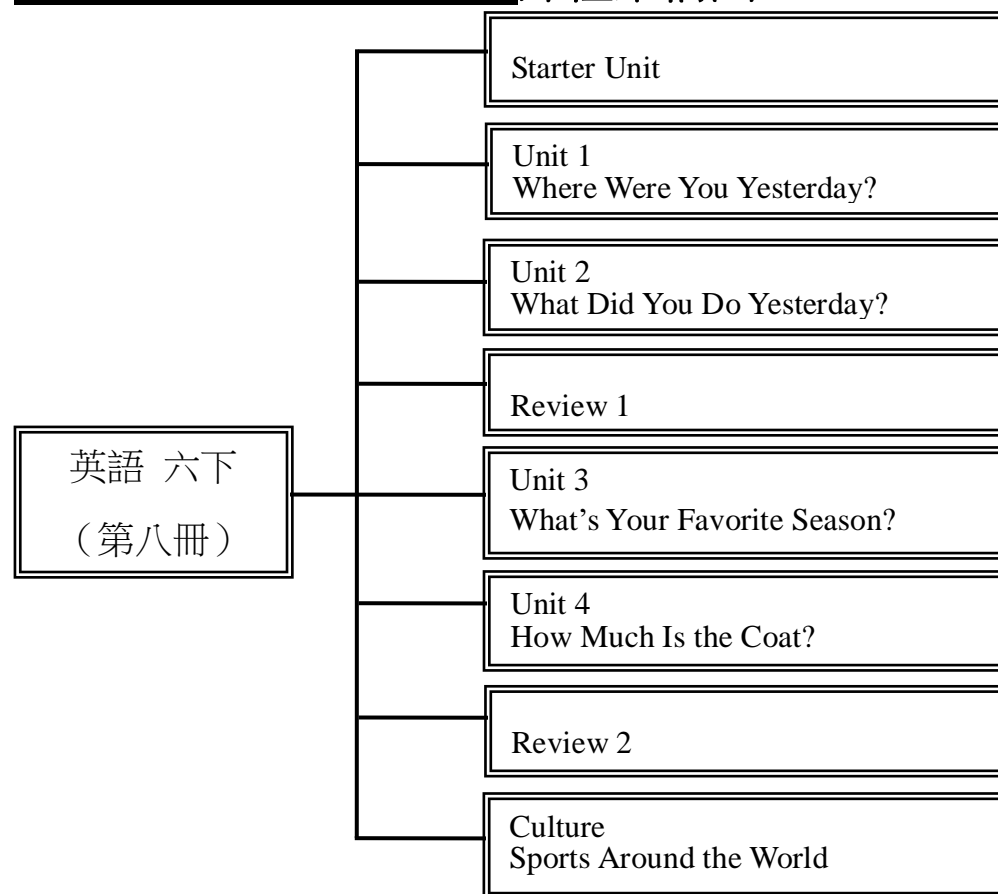 Starter Unit
Unit 1
Where Were You Yesterday?
Unit 2
What Did You Do Yesterday?
Review 1
英語 六下
（第八冊）
Unit 3
What’s Your Favorite Season?
Unit 4
How Much Is the Coat?
Review 2
Culture
Sports Around the World